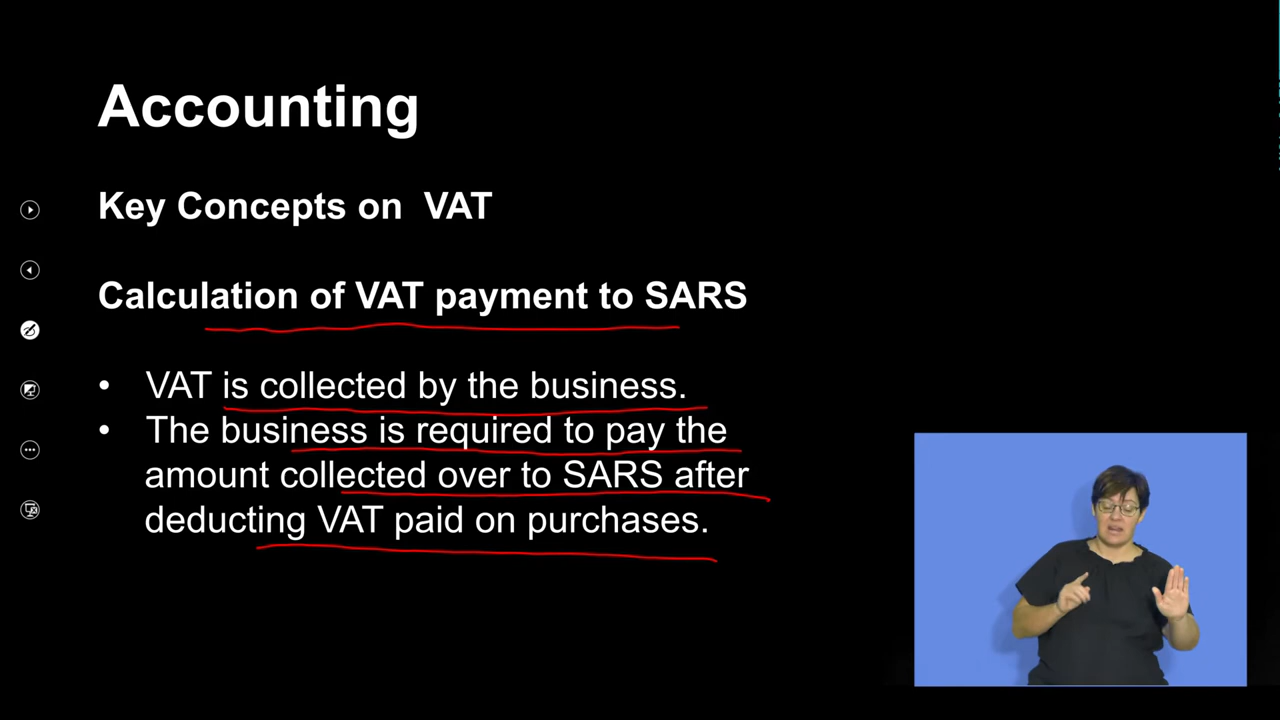 Accounting
Key Concepts on VAT
Calculation of VAT payment to SARS
• VAT is collected by the business.
• The business is required to pay the
amount collected over to SARS after
deducting VAT paid on purchases.